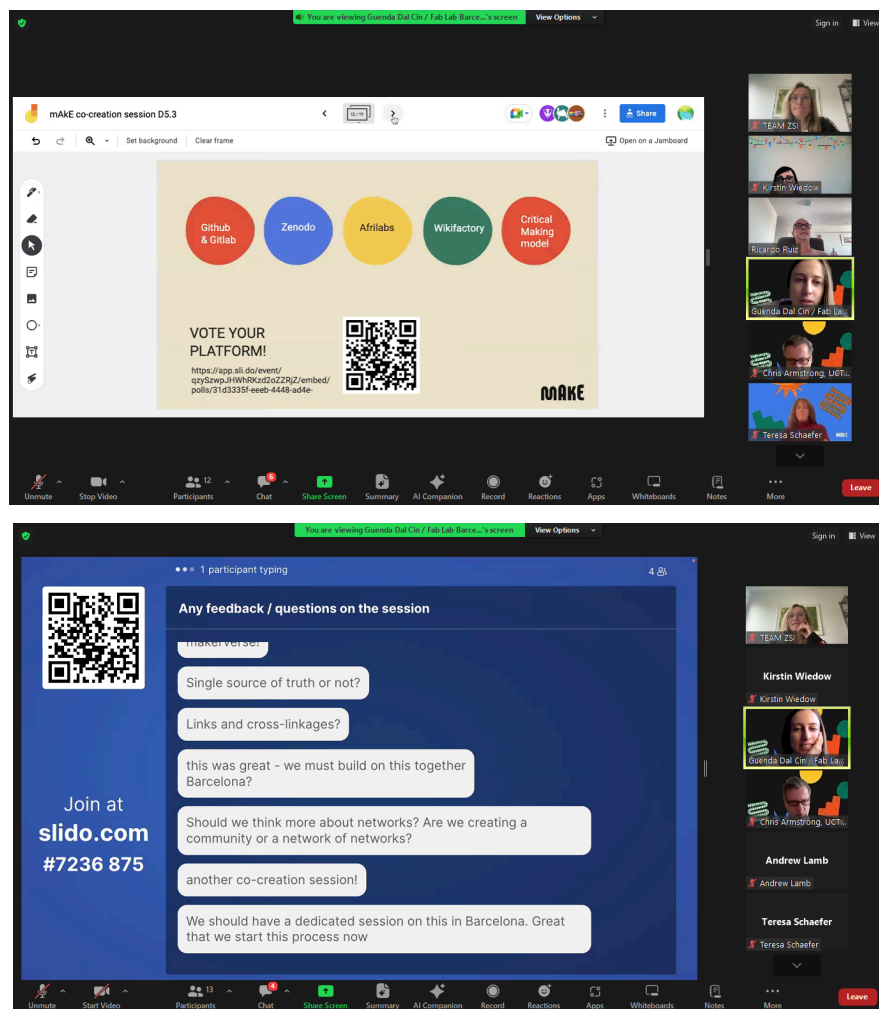 You are viewing Guenda Dal Cin / Fab Lab Barce...'s screen
View Options
Sign in
View
mAkE co-creation session D5.3
12 / 19
Share
Set background
Clear frame
Open on a Jamboard
Github
& Gitlab
Zenodo
Afrilabs
Wikifactory
Critical
Making
model
VOTE YOUR
PLATFORM!
https://app.sli.do/event/
qzySzwpJHWhRKzd2oZZRjZ/embed/
polls/31d3335f-eeeb-4448-ad4e-
MAKE
TEAM ZSI
Kirstin Wiedow
Ricardo Ruiz
Guenda Dal Cin / Fab La...
Chris Armstrong, UCT...
Teresa Schaefer
Unmute
Stop Video
Participants
12
Chat
6
Share Screen
Summary
AI Companion
Record
Reactions
Apps
Whiteboards
Notes
More
Leave
You are viewing Guenda Dal Cin / Fab Lab Barce...'s screen
View Options
Sign in
View
1 participant typing
4
Any feedback / questions on the session
makerverse!
Single source of truth or not?
Links and cross-linkages?
this was great - we must build on this together
Barcelona?
Should we think more about networks? Are we creating a
community or a network of networks?
another co-creation session!
We should have a dedicated session on this in Barcelona. Great
that we start this process now
Join at
slido.com
#7236 875
TEAM ZSI
Kirstin Wiedow
Kirstin Wiedow
Guenda Dal Cin / Fab La...
Chris Armstrong, UCT...
Andrew Lamb
Andrew Lamb
Teresa Schaefer
Teresa Schaefer
Unmute
Start Video
Participants
13
Chat
4
Share Screen
Summary
AI Companion
Record
Reactions
Apps
Whiteboards
Notes
More
Leave